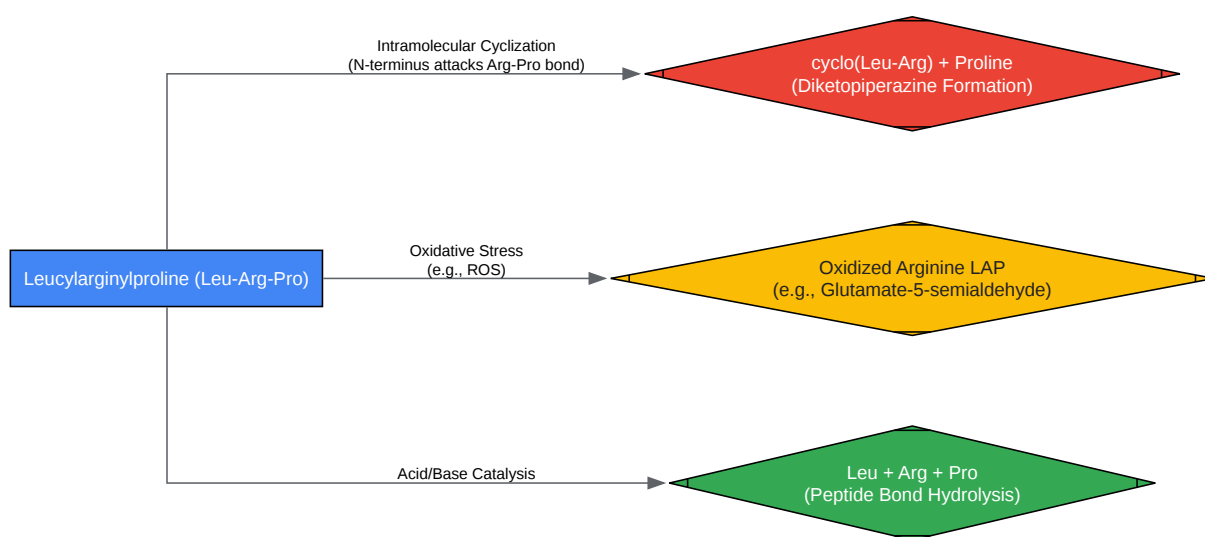 Intramolecular Cyclization
(N-terminus attacks Arg-Pro bond)
cyclo(Leu-Arg) + Proline
(Diketopiperazine Formation)
Leucylarginylproline (Leu-Arg-Pro)
Oxidative Stress
(e.g., ROS)
Oxidized Arginine LAP
(e.g., Glutamate-5-semialdehyde)
Acid/Base Catalysis
Leu + Arg + Pro
(Peptide Bond Hydrolysis)